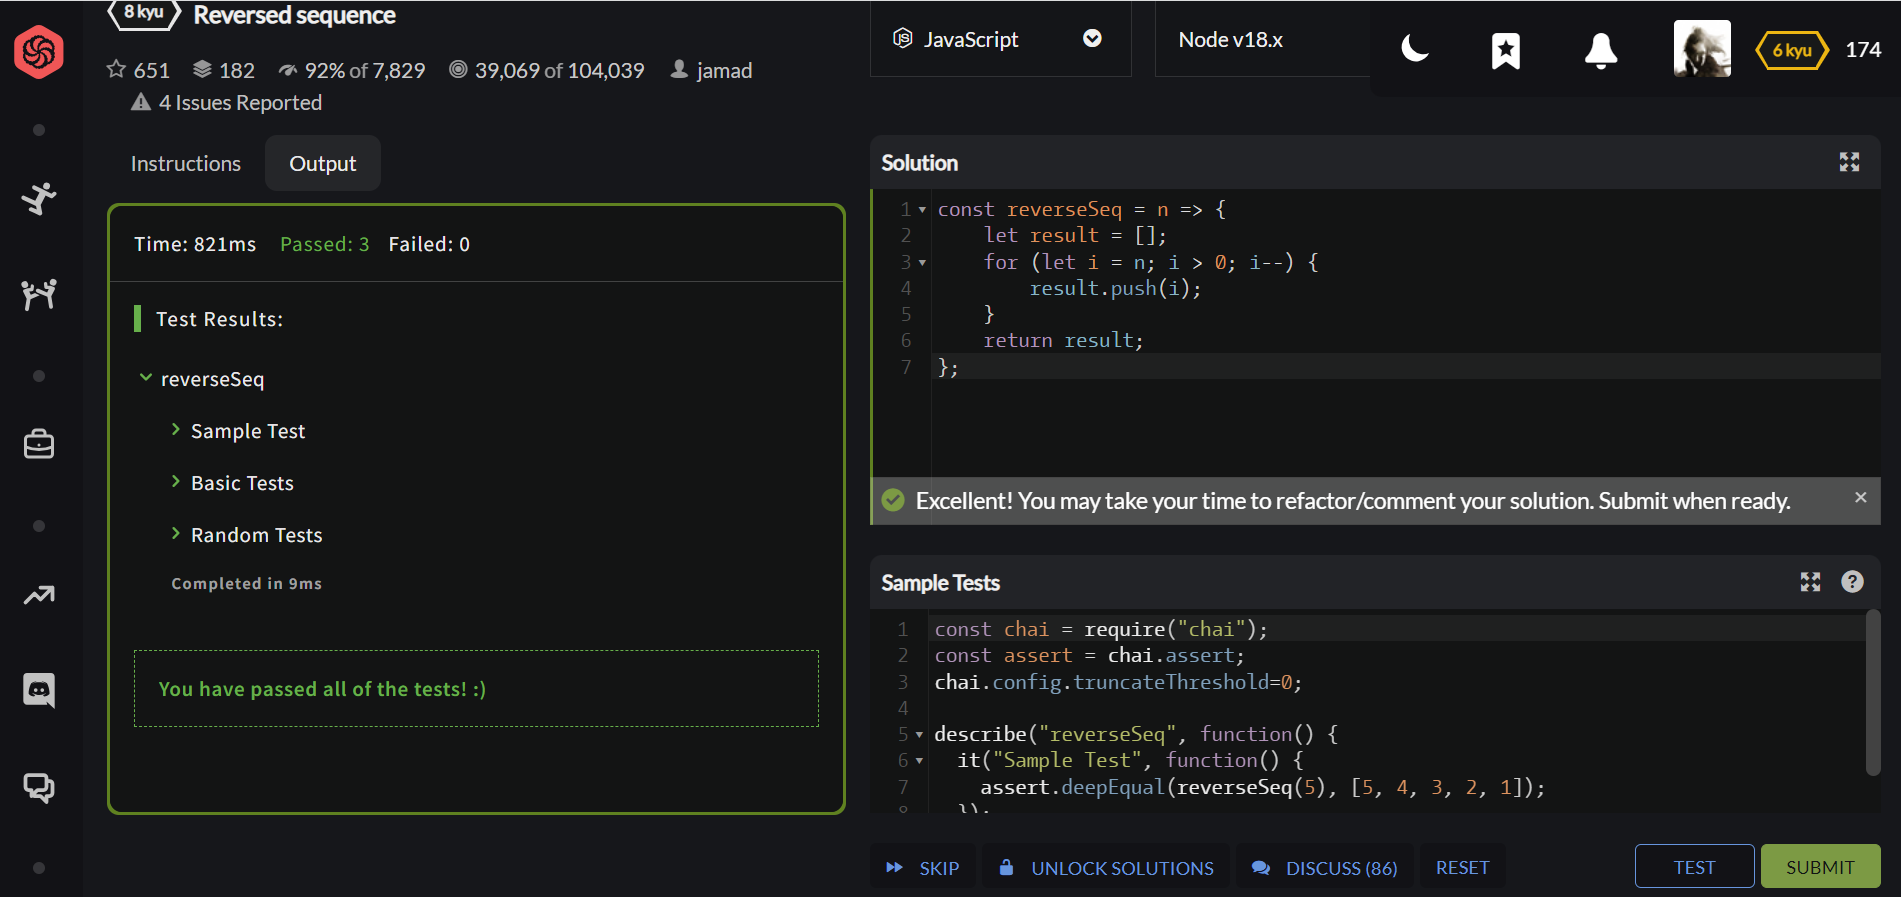 8 kyu Reversed sequence
651 182 92% of 7,829 39,069 of 104,039 jamad
4 Issues Reported
JavaScript
Node v18.x
6 kyu 174
Instructions
Output
Time: 821ms Passed: 3 Failed: 0
Test Results:
reverseSeq
Sample Test
Basic Tests
Random Tests
Completed in 9ms
You have passed all of the tests! :)
Solution
1 const reverseSeq = n => {
2 let result = [];
3 for (let i = n; i > 0; i--) {
4 result.push(i);
5 }
6 return result;
7 };
Excellent! You may take your time to refactor/comment your solution. Submit when ready.
Sample Tests
1 const chai = require("chai");
2 const assert = chai.assert;
3 chai.config.truncateThreshold=0;
4
5 describe("reverseSeq", function() {
6 it("Sample Test", function() {
7 assert.deepEqual(reverseSeq(5), [5, 4, 3, 2, 1]);
8 });
SKIP
UNLOCK SOLUTIONS
DISCUSS (86)
RESET
TEST
SUBMIT